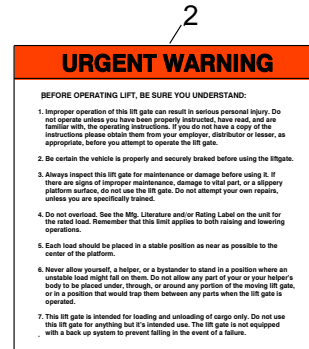 2
URGENT WARNING
BEFORE OPERATING LIFT, BE SURE YOU UNDERSTAND:
1. Improper operation of this lift gate can result in serious personal injury. Do
not operate unless you have been properly instructed, have read, and are
familiar with, the operating instructions. If you do not have a copy of the
instructions please obtain them from your employer, distributor or lesser, as
appropriate, before you attempt to operate the lift gate.
2. Be certain the vehicle is properly and securely braked before using the liftgate.
3. Always inspect this lift gate for maintenance or damage before using it. If
there are signs of improper maintenance, damage to vital part, or a slippery
platform surface, do not use the lift gate. Do not attempt your own repairs,
unless you are specifically trained.
4. Do not overload. See the Mfg. Literature and/or Rating Label on the unit for
the rated load. Remember that this limit applies to both raising and lowering
operations.
5. Each load should be placed in a stable position as near as possible to the
center of the platform.
6. Never allow yourself, a helper, or a bystander to stand in a position where an
unstable load might fall on them. Do not allow any part of your or your helper's
body to be placed under, through, or around any portion of the moving lift gate,
or in a position that would trap them between any parts when the lift gate is
operated.
7. This lift gate is intended for loading and unloading of cargo only. Do not use
this lift gate for anything but it's intended use. The lift gate is not equipped
. with a back up system to prevent falling in the event of a failure.